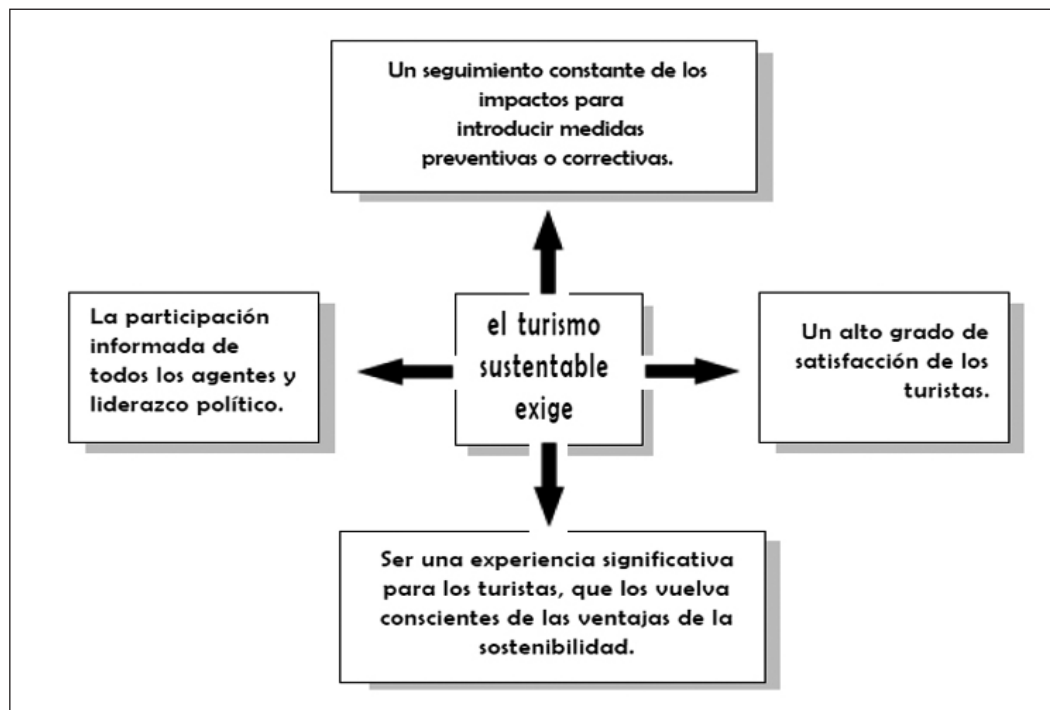 Un seguimiento constante de los
impactos para
introducir medidas
preventivas o correctivas.
La participación
informada de
todos los agentes y
liderazco político.
el turismo
sustentable
exige
Un alto grado de
satisfacción de los
turistas.
Ser una experiencia significativa
para los turistas, que los vuelva
conscientes de las ventajas de la
sostenibilidad.